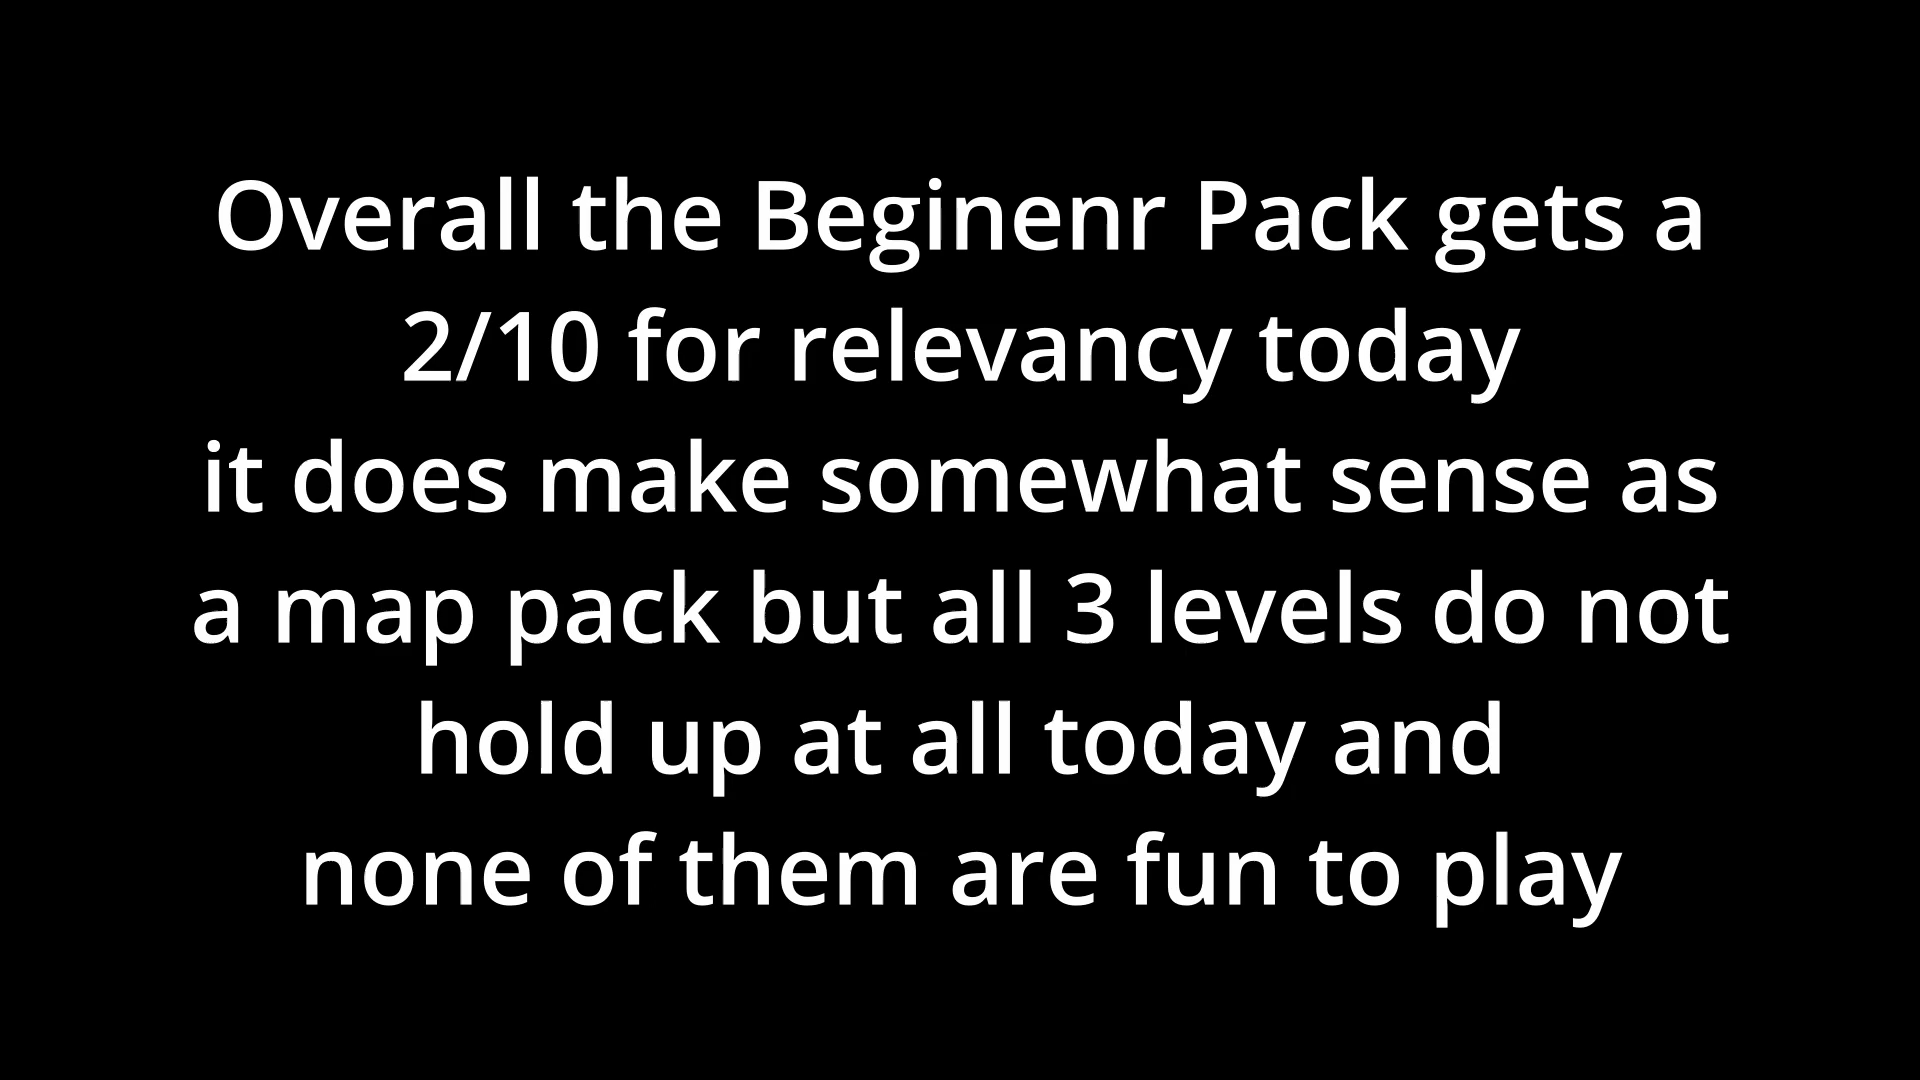 Overall the Beginenr Pack gets a
2/10 for relevancy today
it does make somewhat sense as
a map pack but all 3 levels do not
hold up at all today and
none of them are fun to play